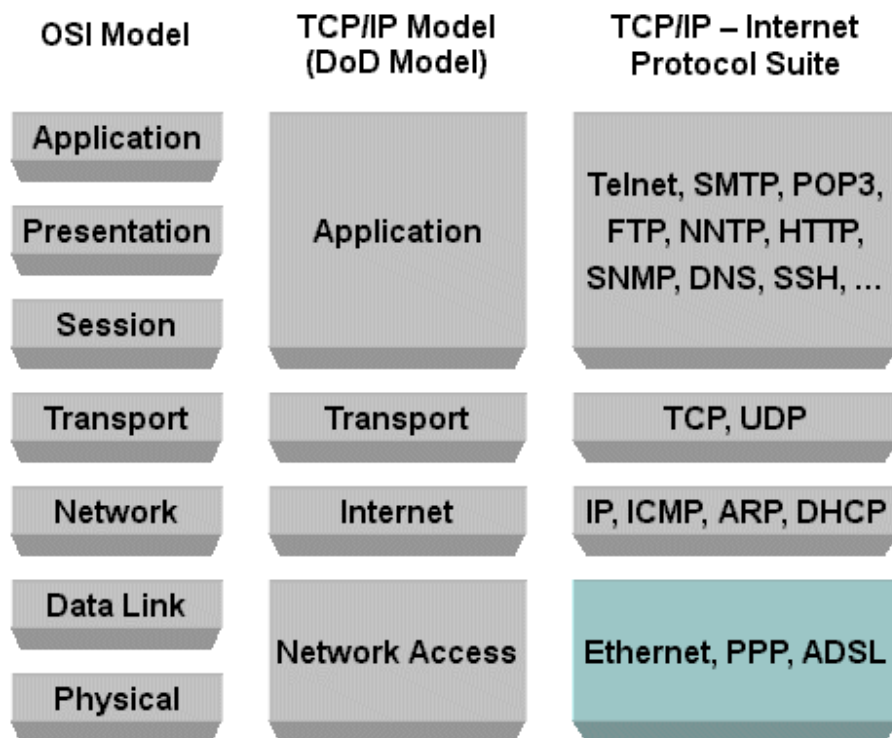 OSI Model
TCP/IP Model
(DoD Model)
TCP/IP – Internet
Protocol Suite
Application
Presentation
Session
Transport
Network
Data Link
Physical
Application
Transport
Internet
Network Access
Telnet, SMTP, POP3,
FTP, NNTP, HTTP,
SNMP, DNS, SSH, ...
TCP, UDP
IP, ICMP, ARP, DHCP
Ethernet, PPP, ADSL